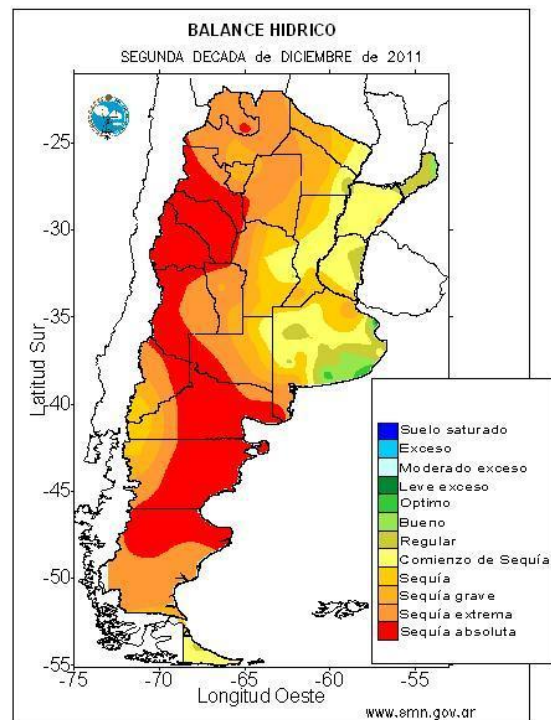 BALANCE HIDRICO
SEGUNDA DECADA de DICIEMBRE de 2011
-25
-30
-35
-40
-45
-50
-55
Latitud Sur
-75
-70
-65
-60
-55
Longitud Oeste
Suelo saturado
Exceso
Moderado exceso
Leve exceso
Optimo
Bueno
Regular
Comienzo de Sequía
Sequía
Sequía grave
Sequía extrema
Sequía absoluta
www.smn.gov.ar